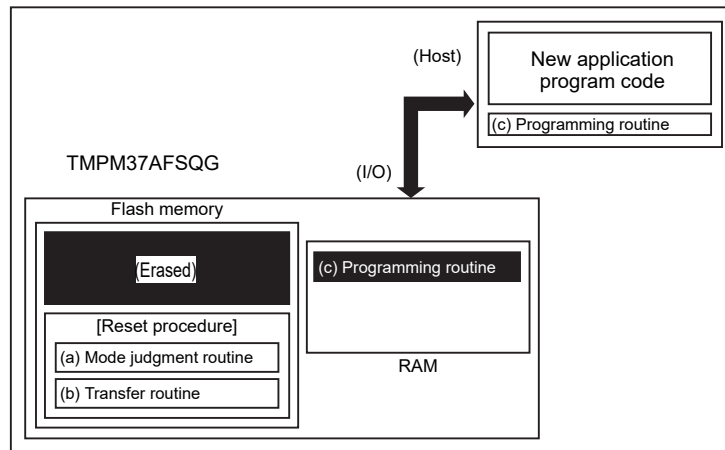 (Host)
New application
program code
(c) Programming routine
TMPM37AFSQG
(I/O)
Flash memory
(Erased)
(c) Programming routine
[Reset procedure]
(a) Mode judgment routine
(b) Transfer routine
RAM